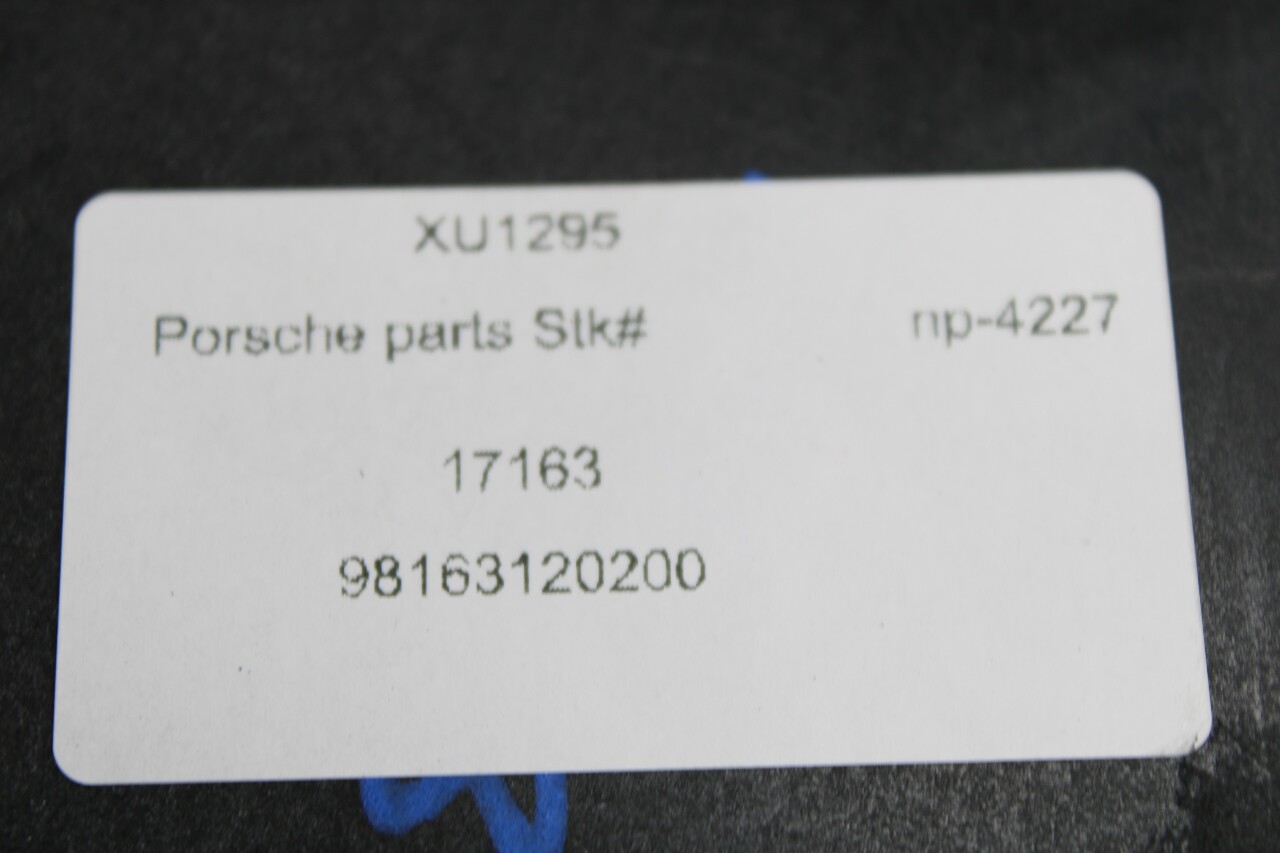 XU1295
Porsche parts Stk# np-4227
17163
98163120200